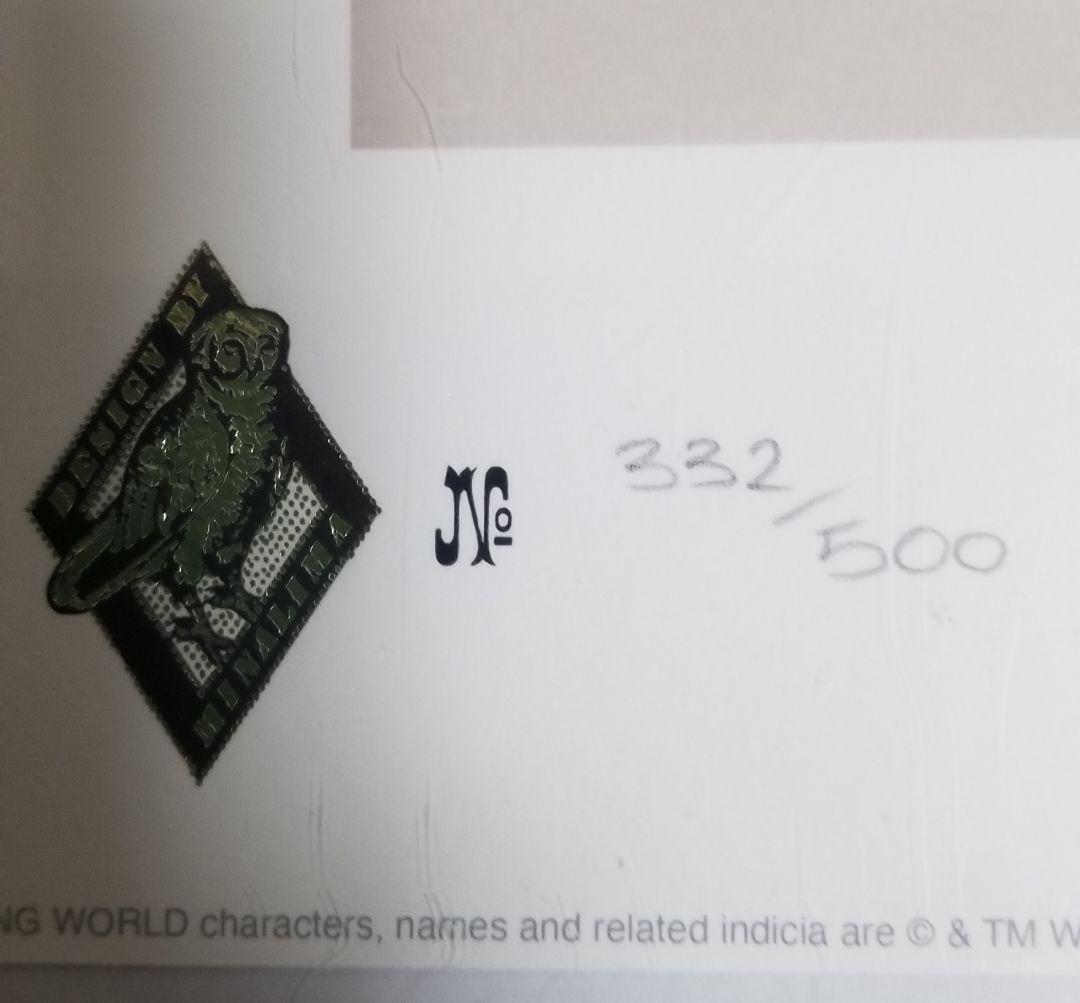 DESIGN BY
MINALIMA
№ 332/500
NG WORLD characters, names and related indicia are © & TM W